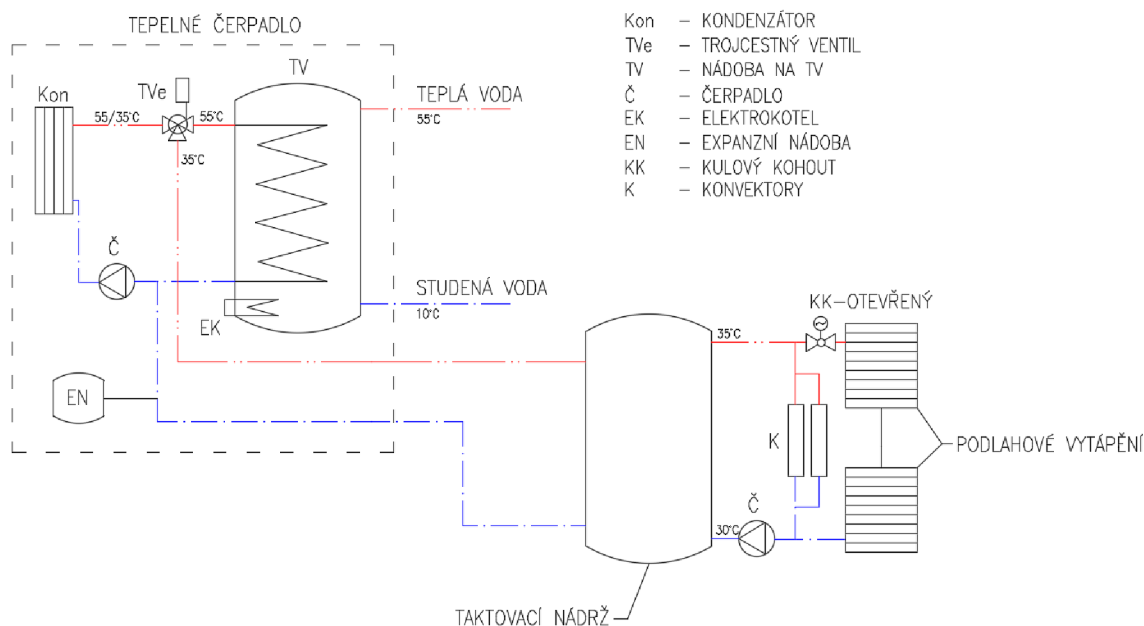 TEPELNÉ ČERPADLO
Kon
TVe
TV
55/35°C
55°C
35°C
TEPLÁ VODA
55°C
Č
STUDENÁ VODA
10°C
EK
EN
Kon – KONDENZÁTOR
TVe – TROJCESTNÝ VENTIL
TV – NÁDOBA NA TV
Č – ČERPADLO
EK – ELEKTROKOTEL
EN – EXPANZNÍ NÁDOBA
KK – KULOVÝ KOHOUT
K – KONVEKTORY
KK–OTEVŘENÝ
35°C
K
PODLAHOVÉ VYTÁPĚNÍ
Č
30°C
TAKTOVACÍ NÁDRŽ